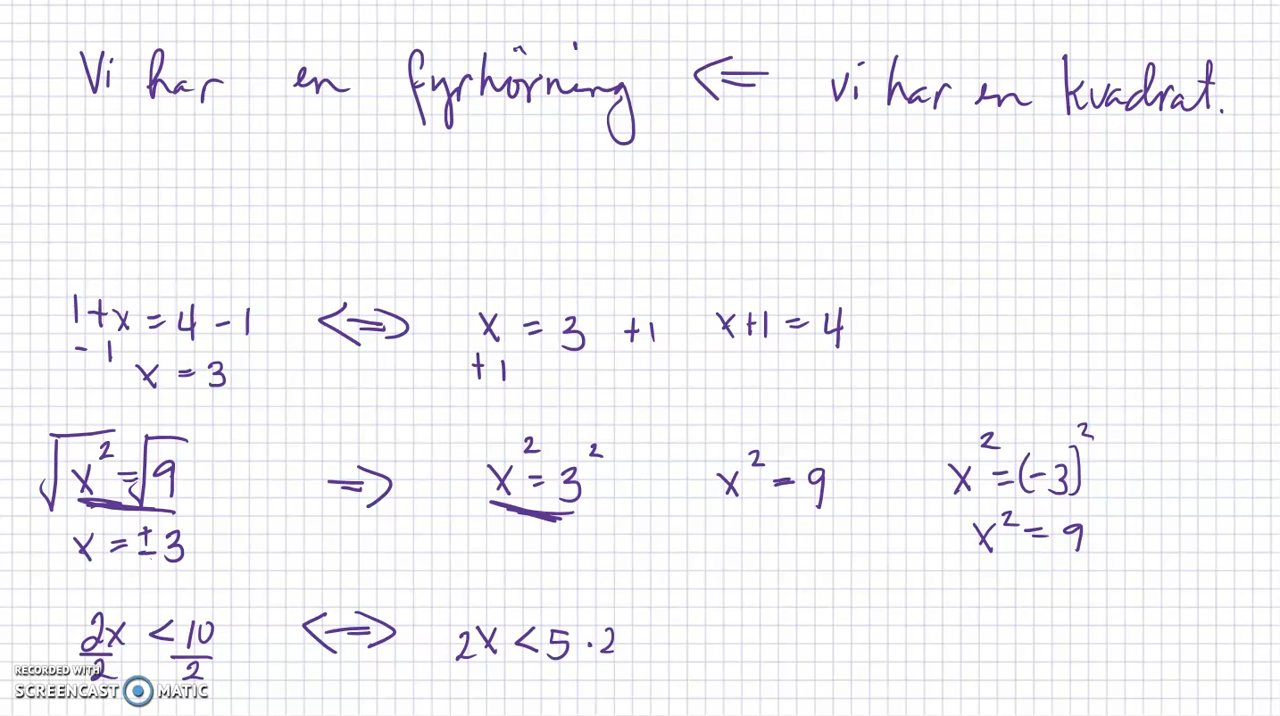 Vi har en fyrhörning ⇐ vi har en kvadrat.
1+x = 4 - 1 ⇔ x = 3 +1 x+1 = 4
- 1 x = 3 + 1
√x² = √9 ⇒ x² = 3² x² = 9 x² = (-3)²
x = ±3 x² = 9
2x/2 < 10/2 ⇔ 2x < 5 · 2
RECORDED WITH
SCREENCAST MATIC